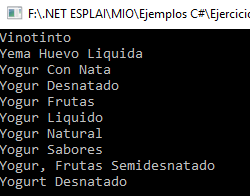 F:\.NET ESPLAI\MIO\Ejemplos C#\Ejercicio
Vinotinto
Yema Huevo Liquida
Yogur Con Nata
Yogur Desnatado
Yogur Frutas
Yogur Liquido
Yogur Natural
Yogur Sabores
Yogur, Frutas Semidesnatado
Yogurt Desnatado